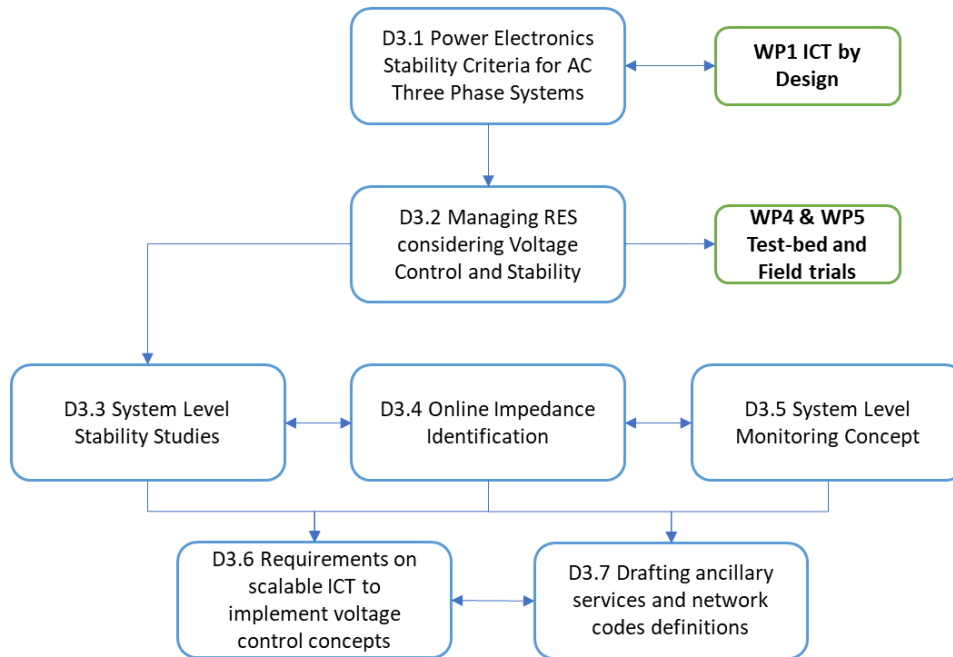 D3.1 Power Electronics
Stability Criteria for AC
Three Phase Systems
WP1 ICT by
Design
D3.2 Managing RES
considering Voltage
Control and Stability
WP4 & WP5
Test-bed and
Field trials
D3.3 System Level
Stability Studies
D3.4 Online Impedance
Identification
D3.5 System Level
Monitoring Concept
D3.6 Requirements on
scalable ICT to
implement voltage
control concepts
D3.7 Drafting ancillary
services and network
codes definitions